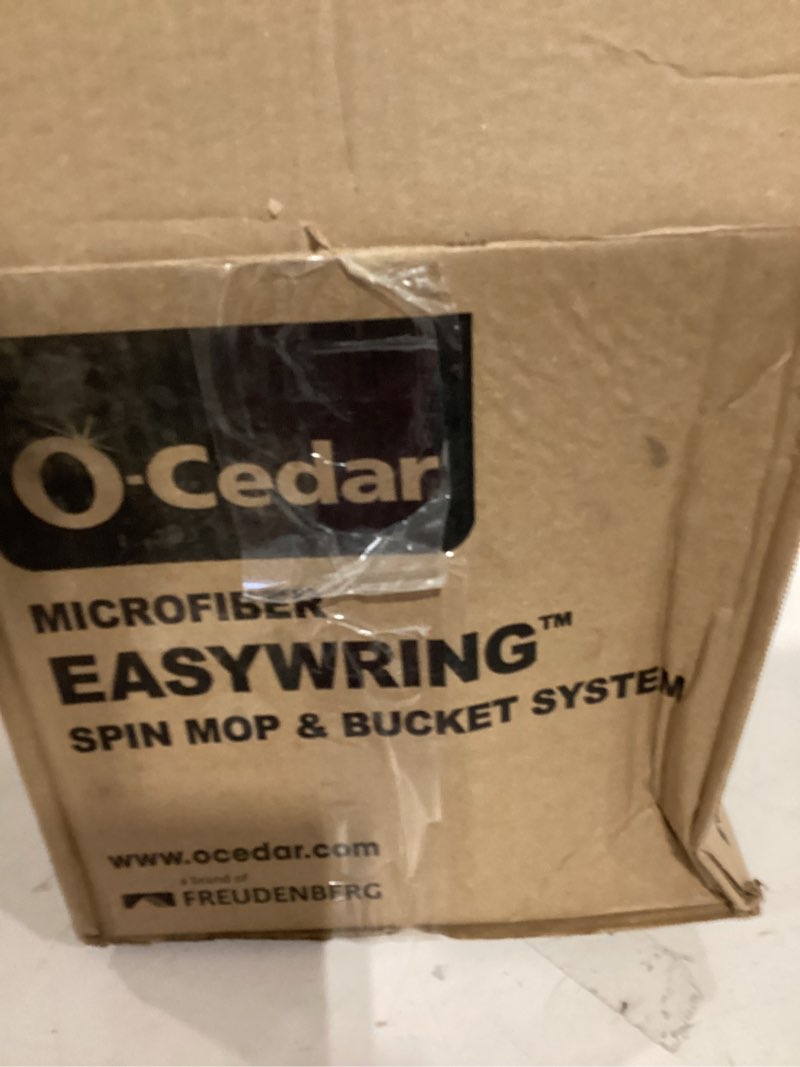 O-Cedar
MICROFIBER
EASYWRING™
SPIN MOP & BUCKET SYSTEM
www.ocedar.com
a brand of
FREUDENBERG